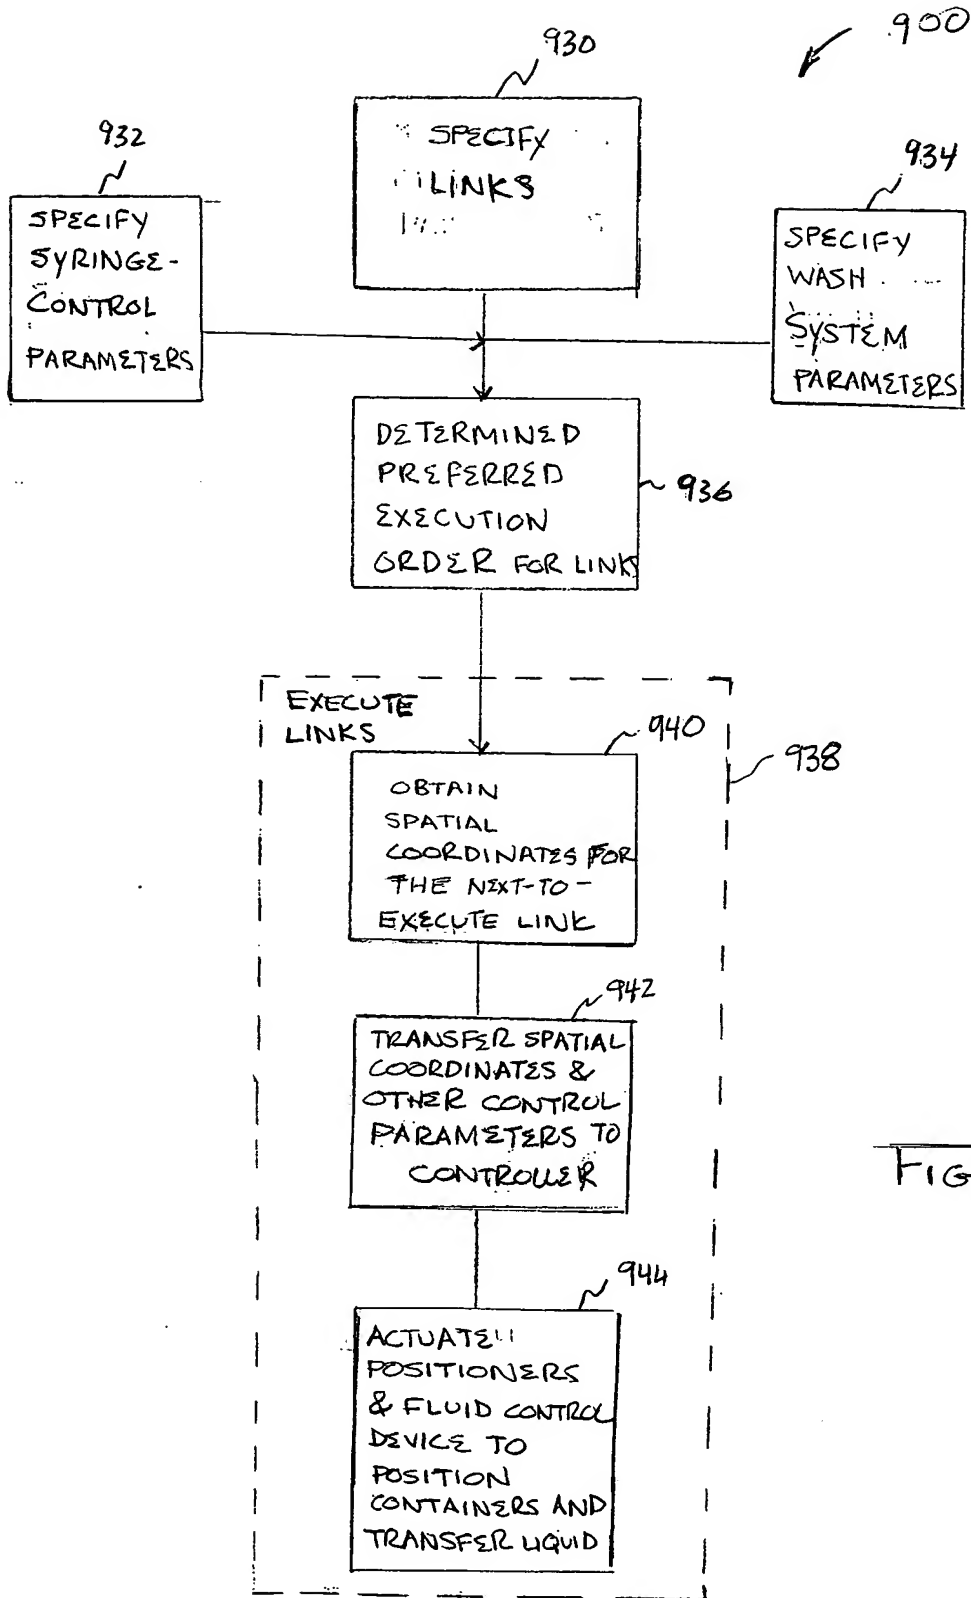 900
930
SPECIFY
LINKS
932
SPECIFY
SYRINGE-
CONTROL
PARAMETERS
934
SPECIFY
WASH
SYSTEM
PARAMETERS
DETERMINED
PREFERRED
EXECUTION
ORDER FOR LINKS
936
EXECUTE
LINKS
938
940
OBTAIN
SPATIAL
COORDINATES FOR
THE NEXT-TO-
EXECUTE LINK
942
TRANSFER SPATIAL
COORDINATES &
OTHER CONTROL
PARAMETERS TO
CONTROLLER
FIG
944
ACTUATE
POSITIONERS
& FLUID CONTROL
DEVICE TO
POSITION
CONTAINERS AND
TRANSFER LIQUID